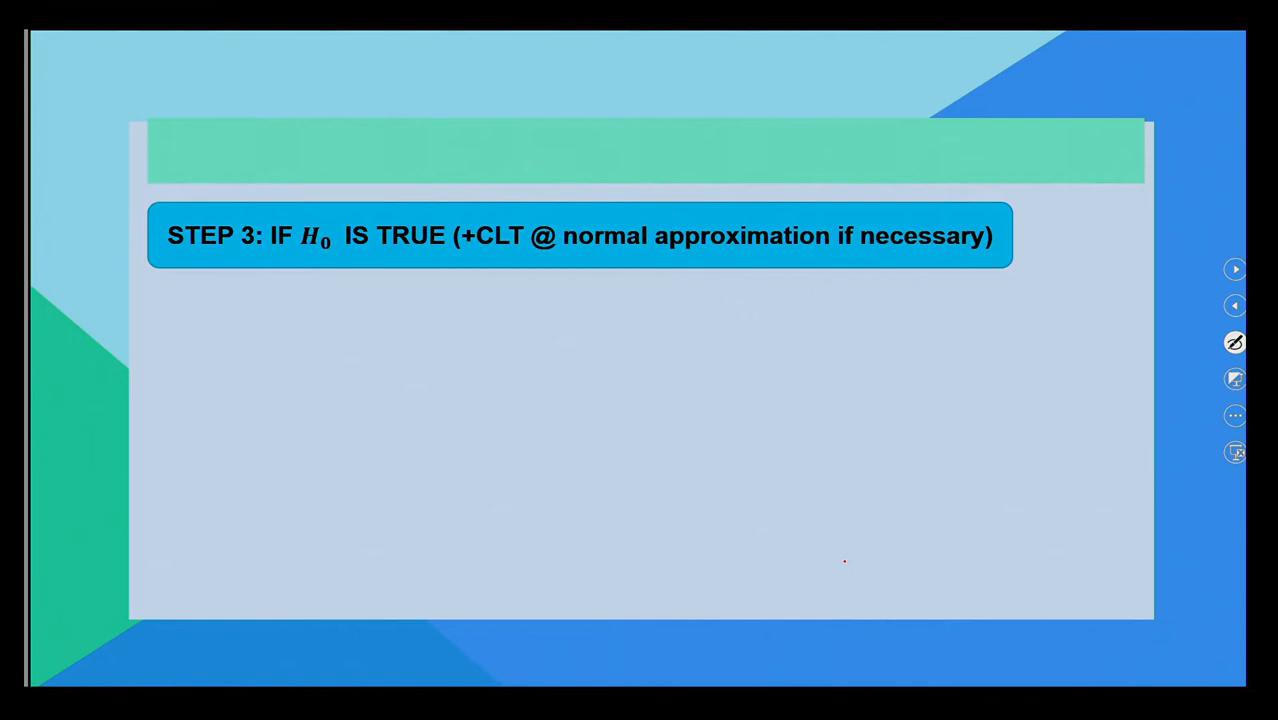 STEP 3: IF H₀ IS TRUE (+CLT @ normal approximation if necessary)